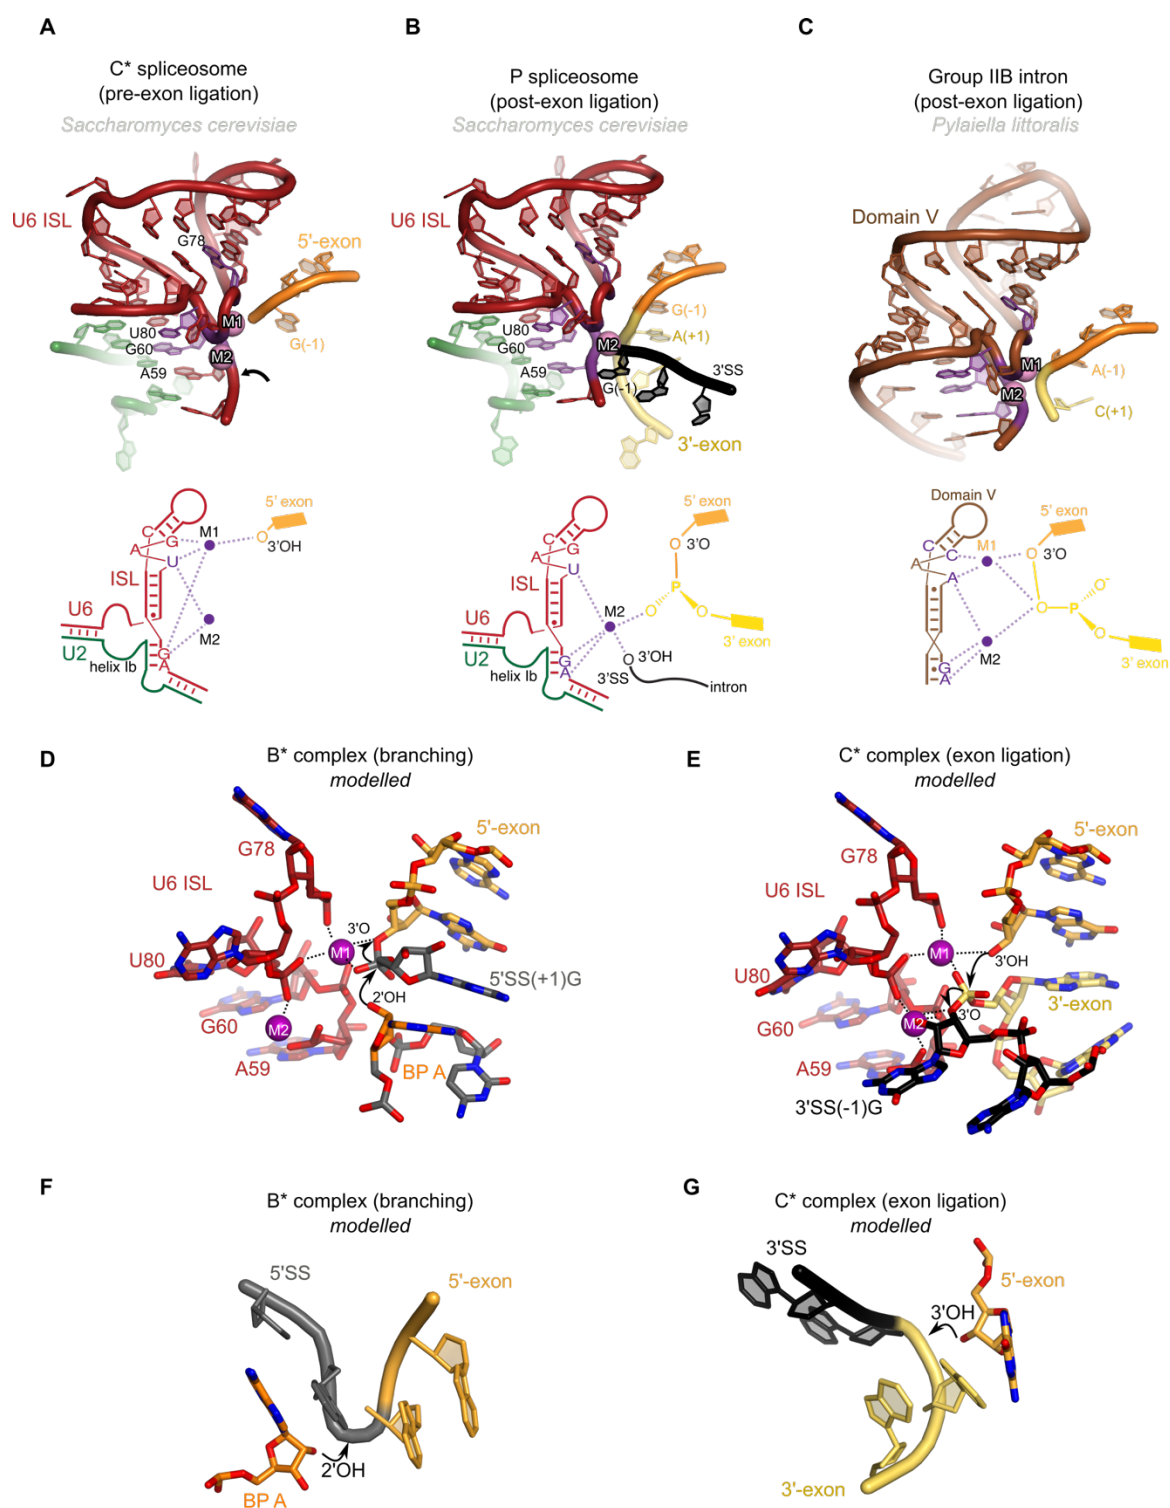 A
C* spliceosome
(pre-exon ligation)
Saccharomyces cerevisiae
U6 ISL
G78
5'-exon
U80
G60
A59
M1
M2
G(-1)
5' exon
M1
O
3'OH
C
G
A
U
ISL
M2
U6
U2
helix Ib
G
A
B
P spliceosome
(post-exon ligation)
Saccharomyces cerevisiae
U6 ISL
U80
G60
A59
M2
G(-1)
A(+1)
3'SS
G(-1)
3'-exon
5' exon
3'O
O
C
G
A
U
ISL
M2
O
P
O
3' exon
U6
U2
helix Ib
G
A
O
3'OH
3'SS
intron
C
Group IIB intron
(post-exon ligation)
Pylaiella littoralis
Domain V
M1
M2
A(-1)
C(+1)
Domain V
5' exon
M1
O
3'O
C
C
A
A
O
P
O-
O
3' exon
M2
G
A
D
B* complex (branching)
modelled
G78
5'-exon
U6 ISL
3'O
M1
U80
5'SS(+1)G
2'OH
G60
M2
BP A
A59
E
C* complex (exon ligation)
modelled
G78
5'-exon
U6 ISL
M1
3'OH
U80
3'-exon
3'O
G60
M2
A59
3'SS(-1)G
F
B* complex (branching)
modelled
5'SS
5'-exon
2'OH
BP A
G
C* complex (exon ligation)
modelled
3'SS
5'-exon
3'OH
3'-exon